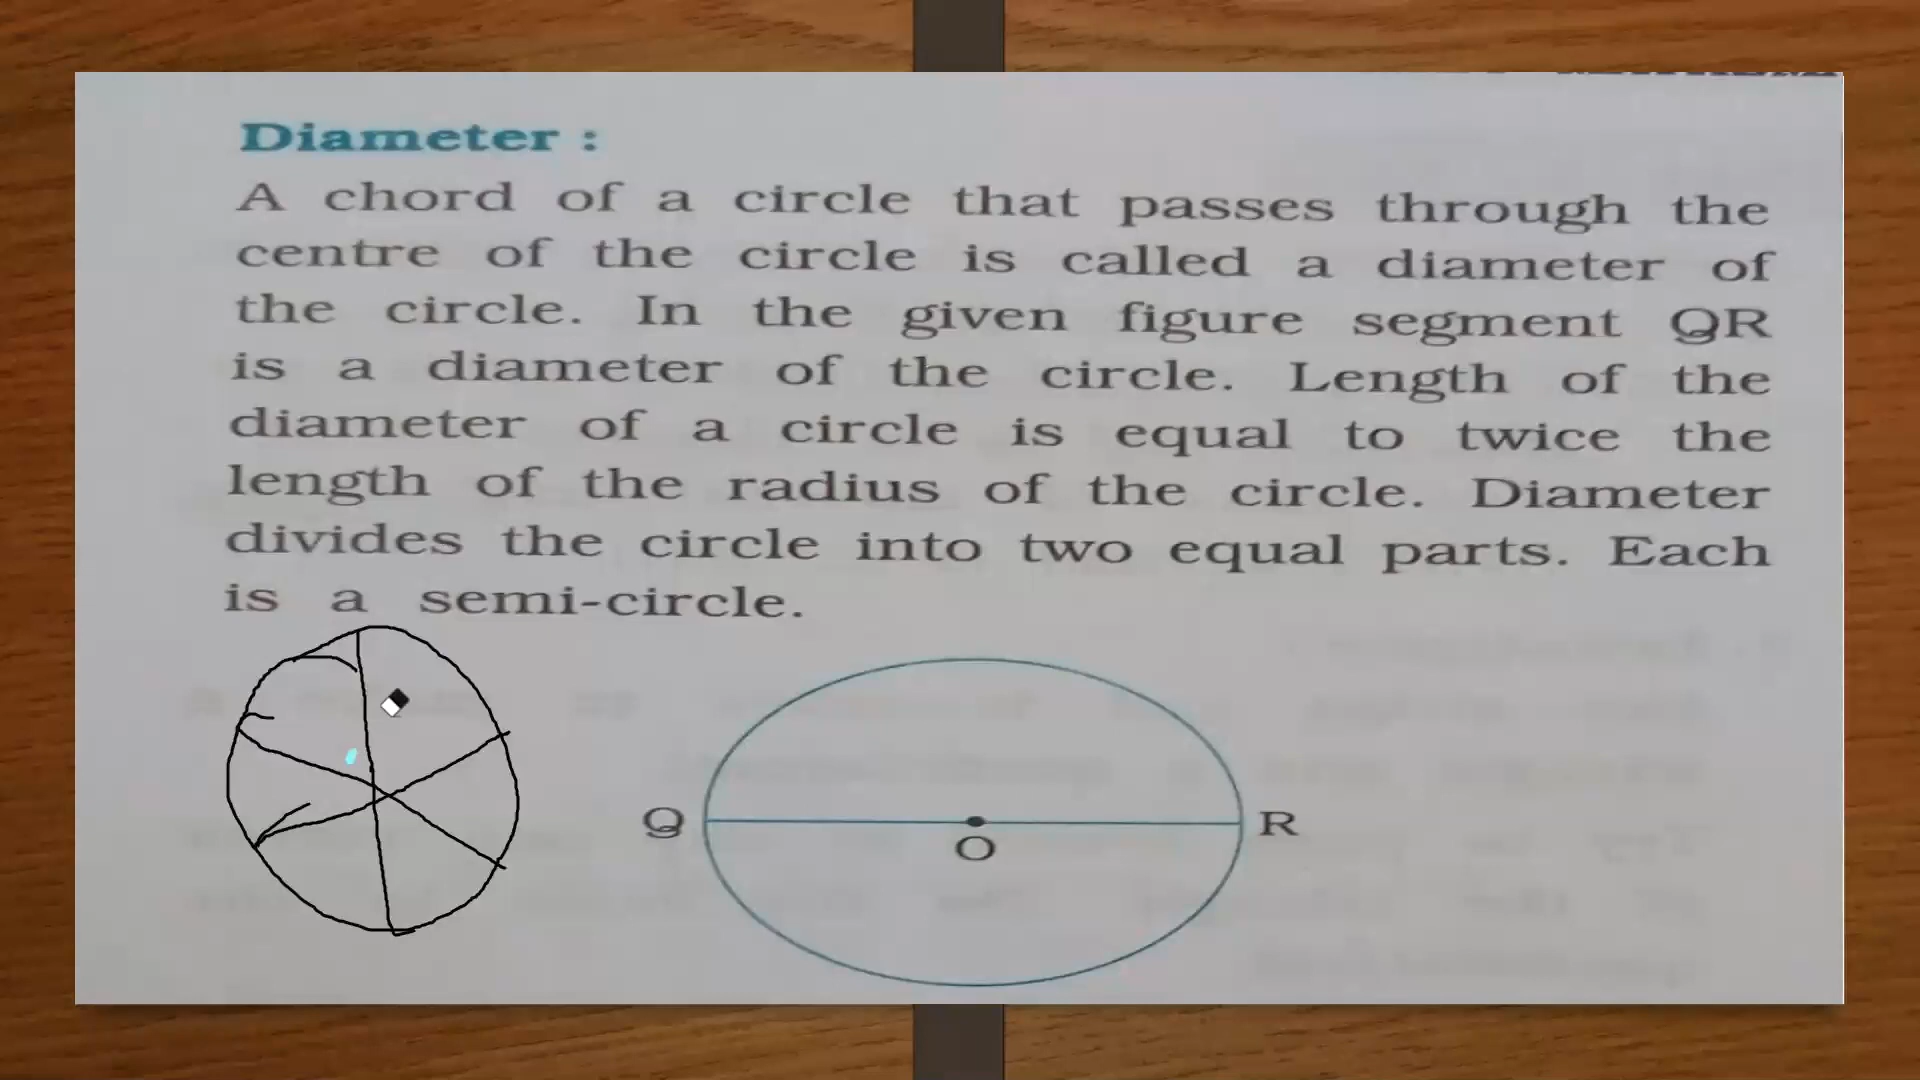 Diameter :
A chord of a circle that passes through the
centre of the circle is called a diameter of
the circle. In the given figure segment QR
is a diameter of the circle. Length of the
diameter of a circle is equal to twice the
length of the radius of the circle. Diameter
divides the circle into two equal parts. Each
is a semi-circle.
Q R
O